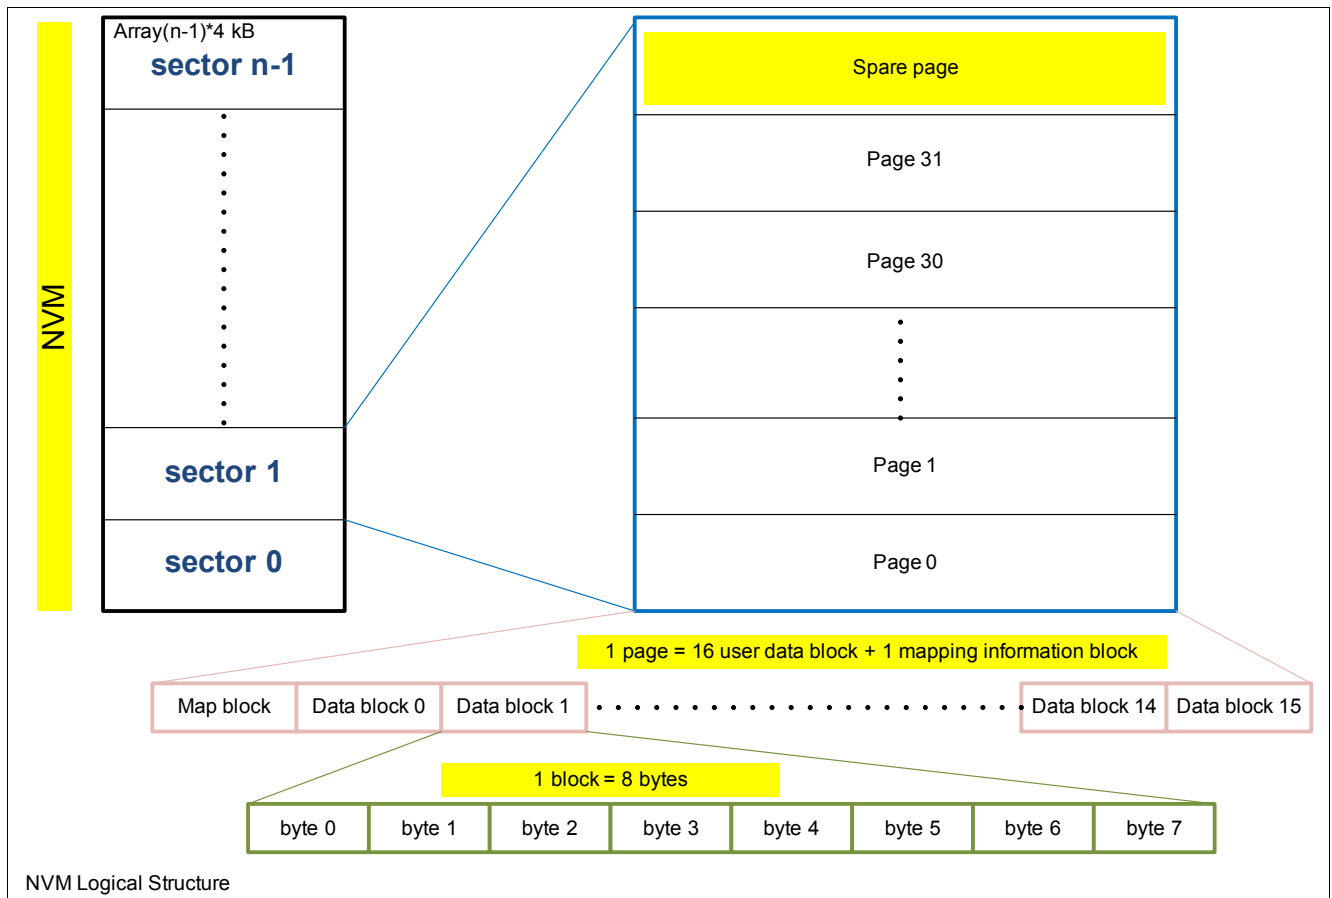 NVM
Array(n-1)*4 kB
sector n-1
sector 1
sector 0
Spare page
Page 31
Page 30
Page 1
Page 0
1 page = 16 user data block + 1 mapping information block
Map block
Data block 0
Data block 1
Data block 14
Data block 15
1 block = 8 bytes
byte 0
byte 1
byte 2
byte 3
byte 4
byte 5
byte 6
byte 7
NVM Logical Structure